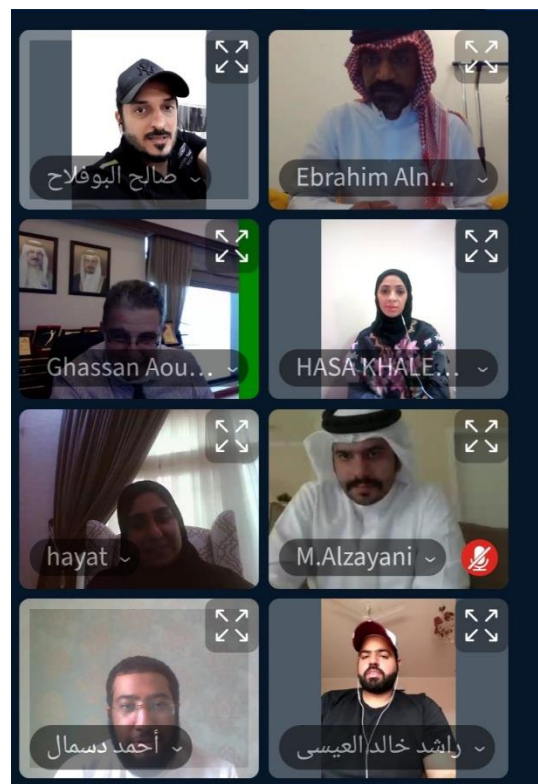 صالح البوفلاح
Ebrahim Aln...
Ghassan Aou...
HASA KHALE...
hayat
M.Alzayani
أحمد دسمال
راشد خالد العيسى